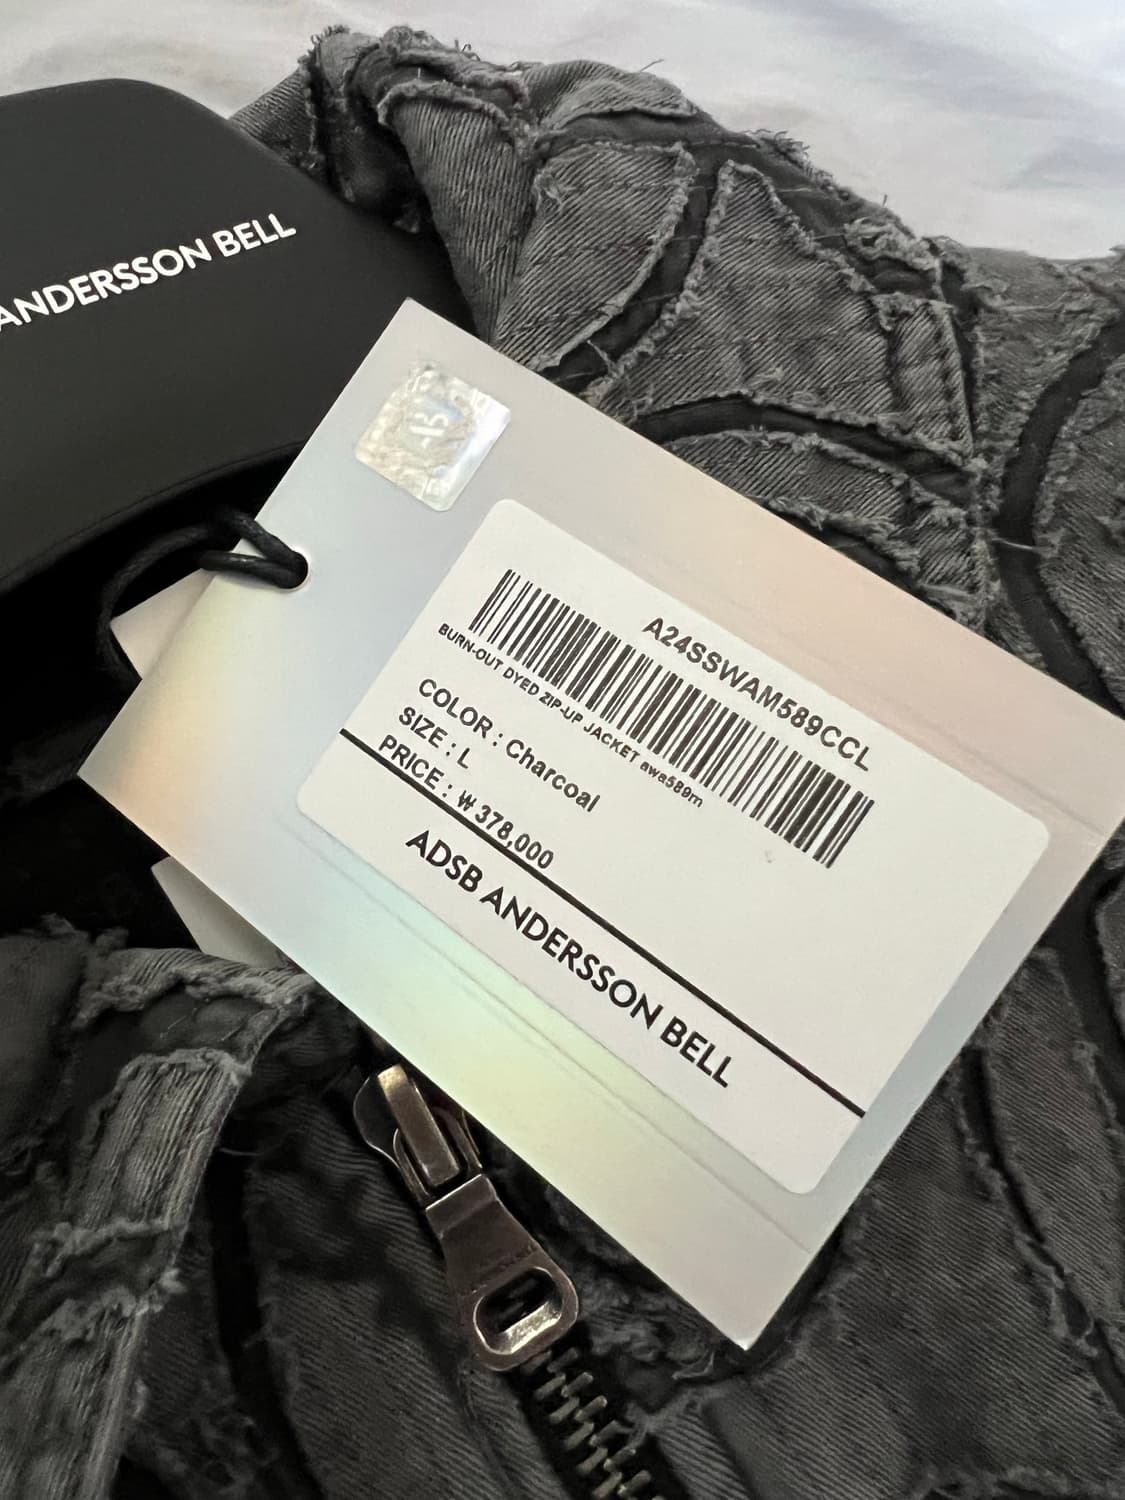 ANDERSSON BELL
A24SSWAM589CCL
BURN-OUT DYED ZIP-UP JACKET awa589m
COLOR : Charcoal
SIZE : L
PRICE : ₩ 378,000
ADSB ANDERSSON BELL